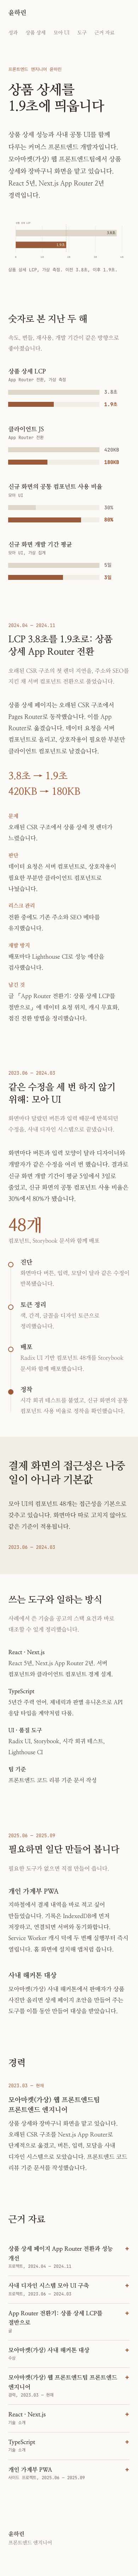 윤하린
성과 상품 상세 모아 UI 도구 근거 자료
프론트엔드 엔지니어 윤하린
상품 상세를
1.9초에 띄웁니다
상품 상세 성능과 사내 공통 UI를 함께
다루는 커머스 프론트엔드 개발자입니다.
모아마켓(가상) 웹 프론트엔드팀에서 상품
상세와 장바구니 화면을 맡고 있습니다.
React 5년, Next.js App Router 2년
경력입니다.
3.8초
1.9초
상품 상세 LCP, 가상 측정. 이전 3.8초, 이후 1.9초.
숫자로 본 지난 두 해
속도, 번들, 재사용, 개발 기간이 같은 방향으로
좋아졌습니다.
상품 상세 LCP
App Router 전환, 가상 측정
3.8초
1.9초
클라이언트 JS
App Router 전환
420KB
180KB
신규 화면의 공통 컴포넌트 사용 비율
모아 UI
30%
80%
신규 화면 개발 기간 평균
모아 UI, 가상 집계
5일
3일
2024.04 — 2024.11
LCP 3.8초를 1.9초로: 상품
상세 App Router 전환
오래된 CSR 구조의 첫 렌더 지연을, 주소와 SEO를
지킨 채 서버 컴포넌트 전환으로 줄였습니다.
상품 상세 페이지는 오래된 CSR 구조에서
Pages Router로 동작했습니다. 이를 App
Router로 옮겼습니다. 데이터 요청을 서버
컴포넌트로 올리고, 상호작용이 필요한 부분만
클라이언트 컴포넌트로 남겼습니다.
3.8초 → 1.9초
420KB → 180KB
문제
오래된 CSR 구조에서 상품 상세 첫 렌더가
느렸습니다.
판단
데이터 요청은 서버 컴포넌트로, 상호작용이
필요한 부분만 클라이언트 컴포넌트로
나눴습니다.
리스크 관리
전환 중에도 기존 주소와 SEO 메타를
유지했습니다.
개발 방식
배포마다 Lighthouse CI로 성능 예산을
검사했습니다.
남긴 것
글 「App Router 전환기: 상품 상세 LCP를
절반으로」에 데이터 요청 위치, 캐시 무효화,
점진 전환 방법을 정리했습니다.
2023.06 — 2024.03
같은 수정을 세 번 하지 않기
위해: 모아 UI
화면마다 달랐던 버튼과 입력 때문에 반복되던
수정을, 사내 디자인 시스템으로 끝냈습니다.
화면마다 버튼과 입력 모양이 달라 디자이너와
개발자가 같은 수정을 여러 번 했습니다. 결과로
신규 화면 개발 기간이 평균 5일에서 3일로
줄었고, 신규 화면의 공통 컴포넌트 사용 비율은
30%에서 80%가 됐습니다.
48개
컴포넌트, Storybook 문서와 함께 배포
진단
화면마다 버튼, 입력, 모달이 달라 같은 수정이
반복됐습니다.
토큰 정리
색, 간격, 글꼴을 디자인 토큰으로
정리했습니다.
배포
Radix UI 기반 컴포넌트 48개를 Storybook
문서와 함께 배포했습니다.
정착
시각 회귀 테스트를 붙였고, 신규 화면의 공통
컴포넌트 사용 비율로 정착을 확인했습니다.
결제 화면의 접근성은 나중
일이 아니라 기본값
모아 UI의 컴포넌트 48개는 접근성을 기본으로
갖추고 있습니다. 화면마다 따로 고치지 않아도
같은 기준이 적용됩니다.
2023.06 — 2024.03
쓰는 도구와 일하는 방식
사례에서 쓴 기술을 공고의 스택 요건과 바로
대조할 수 있게 정리했습니다.
React · Next.js
React 5년, Next.js App Router 2년. 서버
컴포넌트와 클라이언트 컴포넌트 경계 설계.
TypeScript
5년간 주력 언어. 제네릭과 판별 유니온으로 API
응답 타입을 계약처럼 다룸.
UI · 품질 도구
Radix UI, Storybook, 시각 회귀 테스트,
Lighthouse CI
팀 기준
프론트엔드 코드 리뷰 기준 문서 작성
2025.06 — 2025.09
필요하면 일단 만들어 봅니다
필요한 도구가 없으면 직접 만들어 씁니다.
개인 가계부 PWA
지하철에서 결제 내역을 바로 적고 싶어
만들었습니다. 기록은 IndexedDB에 먼저
저장하고, 연결되면 서버와 동기화합니다.
Service Worker 캐시 덕에 두 번째 실행부터 즉시
열립니다. 홈 화면에 설치해 앱처럼 씁니다.
사내 해커톤 대상
모아마켓(가상) 사내 해커톤에서 판매자가 상품
사진만 올리면 상세 페이지 초안을 만들어 주는
도구를 이틀 동안 만들어 대상을 받았습니다.
경력
2023.03 — 현재
모아마켓(가상) 웹 프론트엔드팀
프론트엔드 엔지니어
상품 상세와 장바구니 화면을 맡고 있습니다.
오래된 CSR 구조를 Next.js App Router로
단계적으로 옮겼고, 버튼, 입력, 모달을 사내
디자인 시스템으로 모았습니다. 프론트엔드 코드
리뷰 기준 문서를 작성했습니다.
근거 자료
상품 상세 페이지 App Router 전환과 성능 +
개선
프로젝트, 2024.04 — 2024.11
사내 디자인 시스템 모아 UI 구축 +
프로젝트, 2023.06 — 2024.03
App Router 전환기: 상품 상세 LCP를 +
절반으로
글
모아마켓(가상) 사내 해커톤 대상 +
수상
모아마켓(가상) 웹 프론트엔드팀 프론트엔드 +
엔지니어
경력, 2023.03 — 현재
React · Next.js +
기술 소개
TypeScript +
기술 소개
개인 가계부 PWA +
사이드 프로젝트, 2025.06 — 2025.09
윤하린
프론트엔드 엔지니어